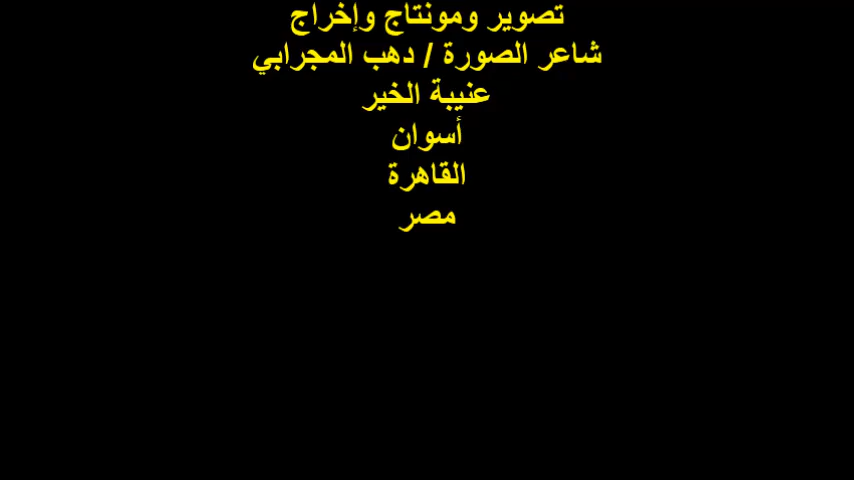 تصوير ومونتاج وإخراج
شاعر الصورة / دهب المجرابي
عنيبة الخير
أسوان
القاهرة
مصر